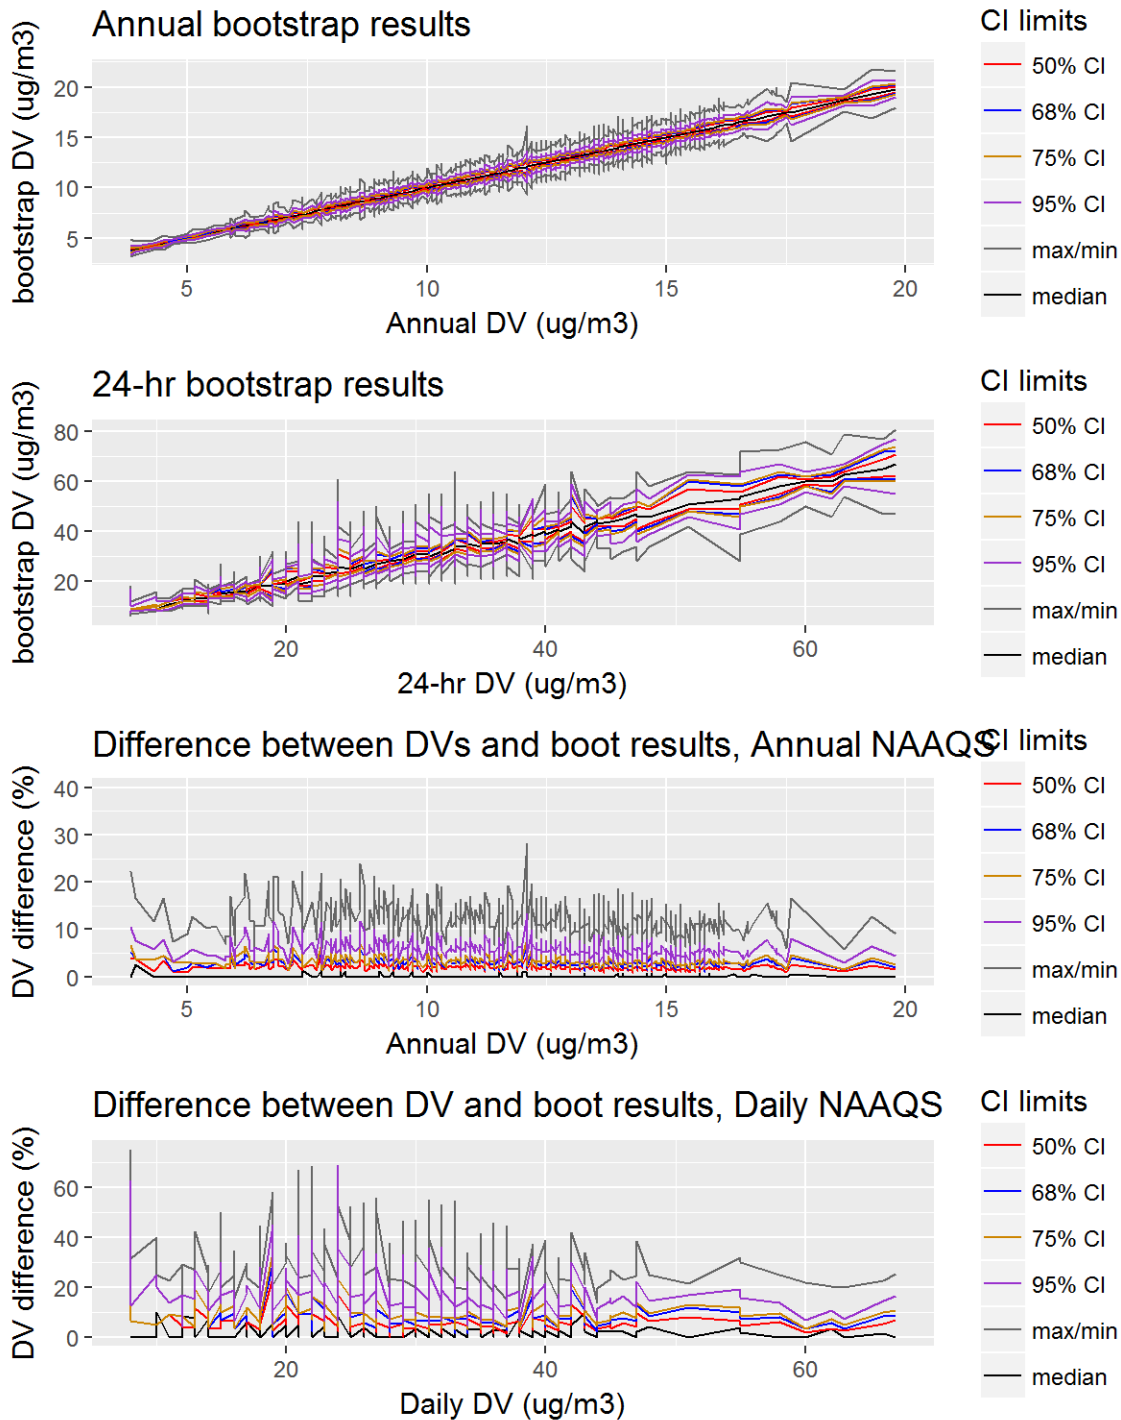 Annual bootstrap results
bootstrap DV (ug/m3)
20
15
10
5
5 10 15 20
Annual DV (ug/m3)
CI limits
50% CI
68% CI
75% CI
95% CI
max/min
median
24-hr bootstrap results
bootstrap DV (ug/m3)
80
60
40
20
20 40 60
24-hr DV (ug/m3)
CI limits
50% CI
68% CI
75% CI
95% CI
max/min
median
Difference between DVs and boot results, Annual NAAQS
DV difference (%)
40
30
20
10
0
5 10 15 20
Annual DV (ug/m3)
CI limits
50% CI
68% CI
75% CI
95% CI
max/min
median
Difference between DV and boot results, Daily NAAQS
DV difference (%)
60
40
20
0
20 40 60
Daily DV (ug/m3)
CI limits
50% CI
68% CI
75% CI
95% CI
max/min
median